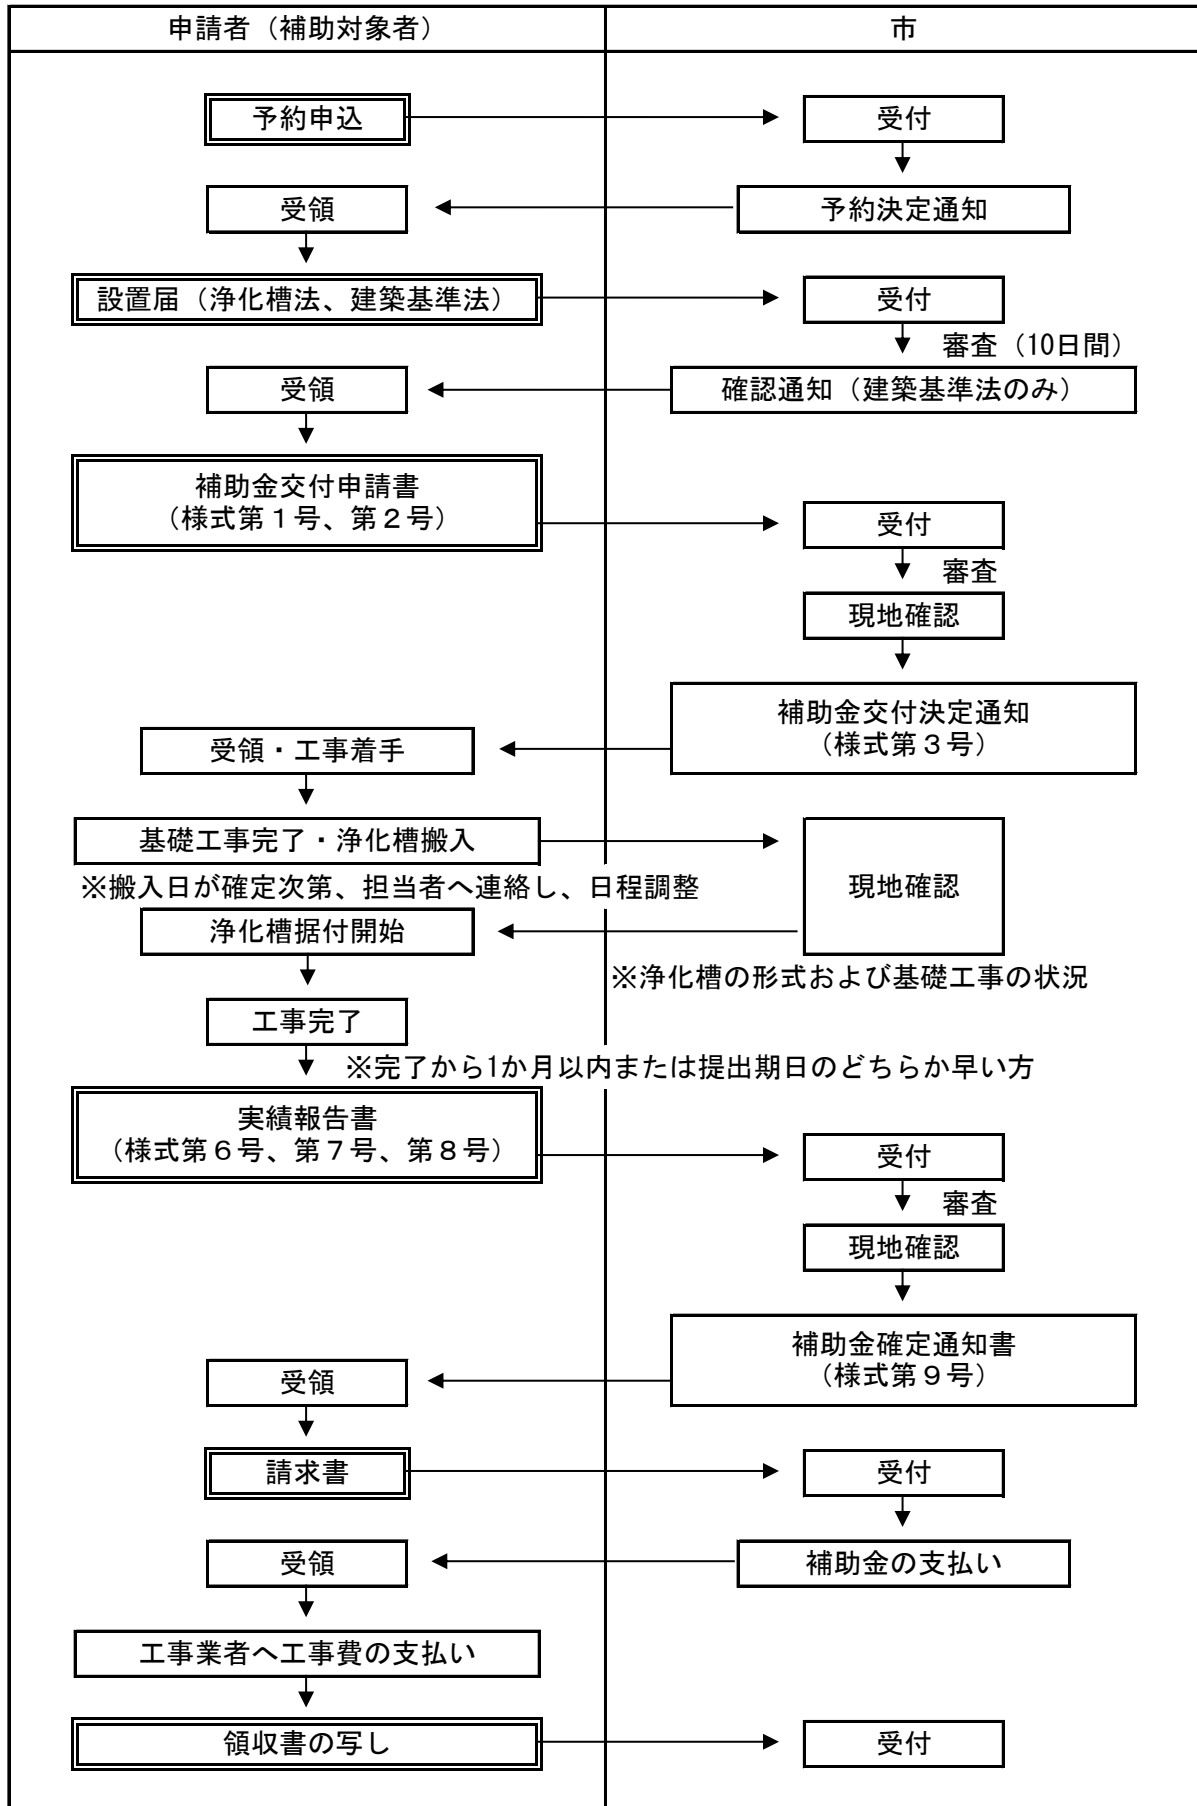 申請者（補助対象者）
市
予約申込
受付
受領
予約決定通知
設置届（浄化槽法、建築基準法）
受付
審査（10日間）
受領
確認通知（建築基準法のみ）
補助金交付申請書
（様式第１号、第２号）
受付
審査
現地確認
補助金交付決定通知
（様式第３号）
受領・工事着手
基礎工事完了・浄化槽搬入
※搬入日が確定次第、担当者へ連絡し、日程調整
現地確認
浄化槽据付開始
※浄化槽の形式および基礎工事の状況
工事完了
※完了から1か月以内または提出期日のどちらか早い方
実績報告書
（様式第６号、第７号、第８号）
受付
審査
現地確認
補助金確定通知書
（様式第９号）
受領
請求書
受付
受領
補助金の支払い
工事業者へ工事費の支払い
領収書の写し
受付